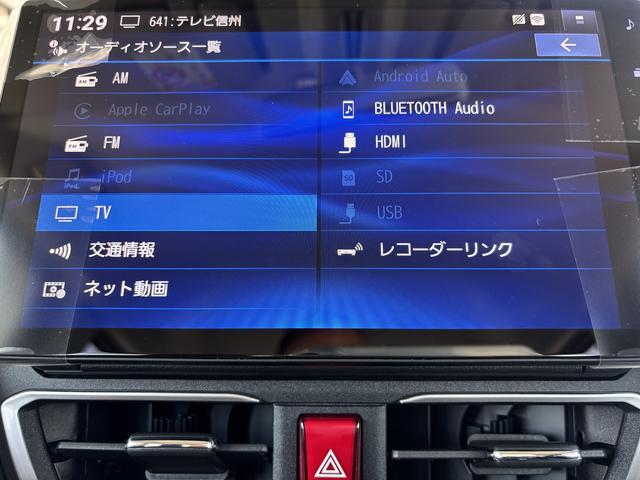 11:29 641:テレビ信州
オーディオソース一覧
AM
Android Auto
Apple CarPlay
BLUETOOTH Audio
FM
HDMI
iPod
SD
TV
USB
交通情報
レコーダーリンク
ネット動画